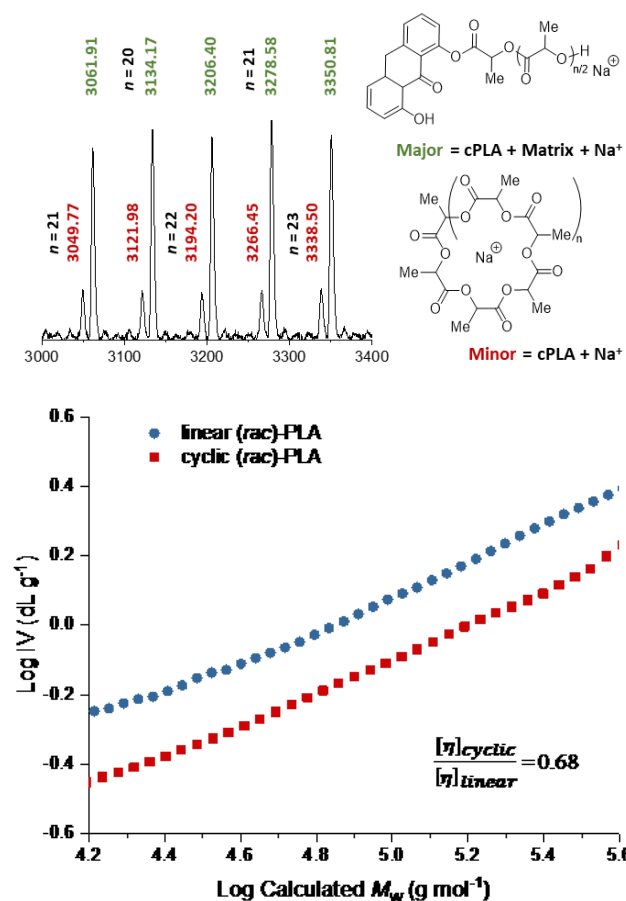 3061.91
n = 20
3134.17
3206.40
n = 21
3278.58
3350.81
n = 21
3049.77
3121.98
n = 22
3194.20
3266.45
n = 23
3338.50
3000 3100 3200 3300 3400
O
O
O
Me
O
Me
O
O
H
n/2
Na⊕
O
OH
Major = cPLA + Matrix + Na⁺
O
Me
O
Me
O
O
O
O
O
O
Me
n
Na⊕
O
O
Me
O
O
O
Me
O
Me
O
Minor = cPLA + Na⁺
linear (rac)-PLA
cyclic (rac)-PLA
Log IV (dL g⁻¹)
0.6
0.4
0.2
0.0
-0.2
-0.4
-0.6
[η]cyclic
[η]linear
=0.68
4.2 4.4 4.6 4.8 5.0 5.2 5.4 5.6
Log Calculated Mw (g mol⁻¹)